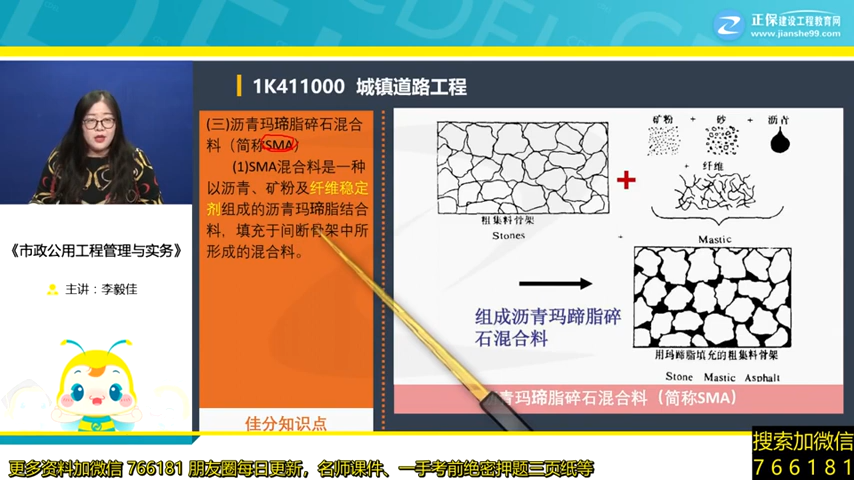 正保建设工程教育网
www.jianshe99.com
1K411000 城镇道路工程
(三)沥青玛蹄脂碎石混合
料（简称SMA）
(1)SMA混合料是一种
以沥青、矿粉及纤维稳定
剂组成的沥青玛蹄脂结合
料，填充于间断骨架中所
形成的混合料。
佳分知识点
矿粉 + 砂 + 沥青
+ 纤维
+
粗集料骨架
Stones
Mastic
组成沥青玛蹄脂碎
石混合料
用玛蹄脂填充的粗集料骨架
Stone Mastic Asphalt
青玛蹄脂碎石混合料（简称SMA）
《市政公用工程管理与实务》
主讲：李毅佳
搜索加微信
766181
更多资料加微信 766181 朋友圈每日更新，名师课件、一手考前绝密押题三页纸等